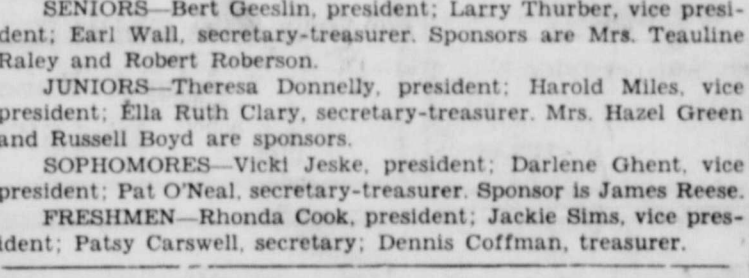 SENIORS—Bert Geeslin, president; Larry Thurber, vice presi-
dent; Earl Wall, secretary-treasurer. Sponsors are Mrs. Teauline
Raley and Robert Roberson.
JUNIORS—Theresa Donnelly, president; Harold Miles, vice
president; Ella Ruth Clary, secretary-treasurer. Mrs. Hazel Green
and Russell Boyd are sponsors.
SOPHOMORES—Vicki Jeske, president; Darlene Ghent, vice
president; Pat O'Neal, secretary-treasurer. Sponsor is James Reese.
FRESHMEN—Rhonda Cook, president; Jackie Sims, vice pres-
ident; Patsy Carswell, secretary; Dennis Coffman, treasurer.